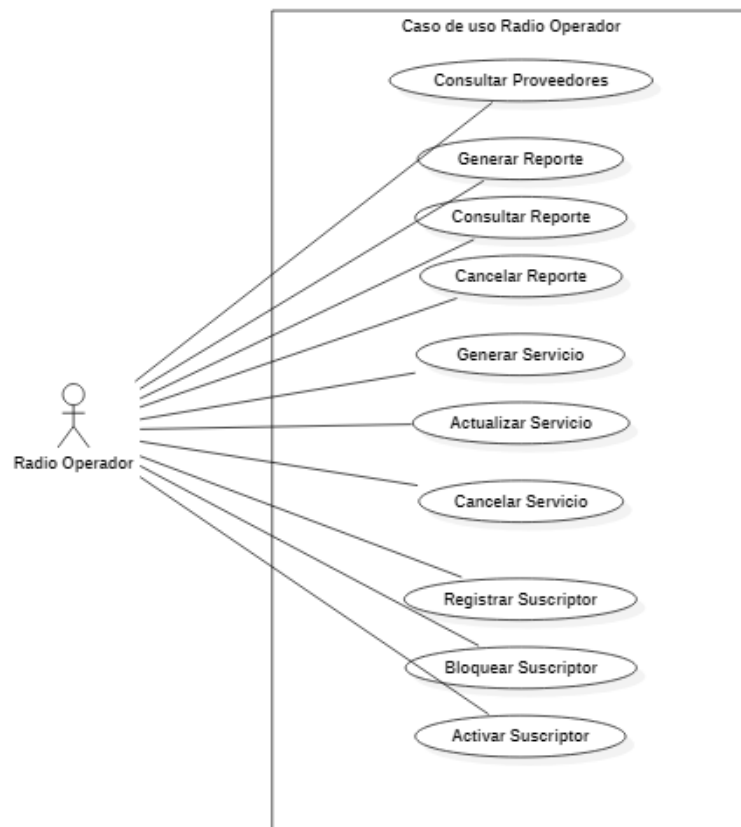 Caso de uso Radio Operador
Consultar Proveedores
Generar Reporte
Consultar Reporte
Cancelar Reporte
Generar Servicio
Actualizar Servicio
Radio Operador
Cancelar Servicio
Registrar Suscriptor
Bloquear Suscriptor
Activar Suscriptor